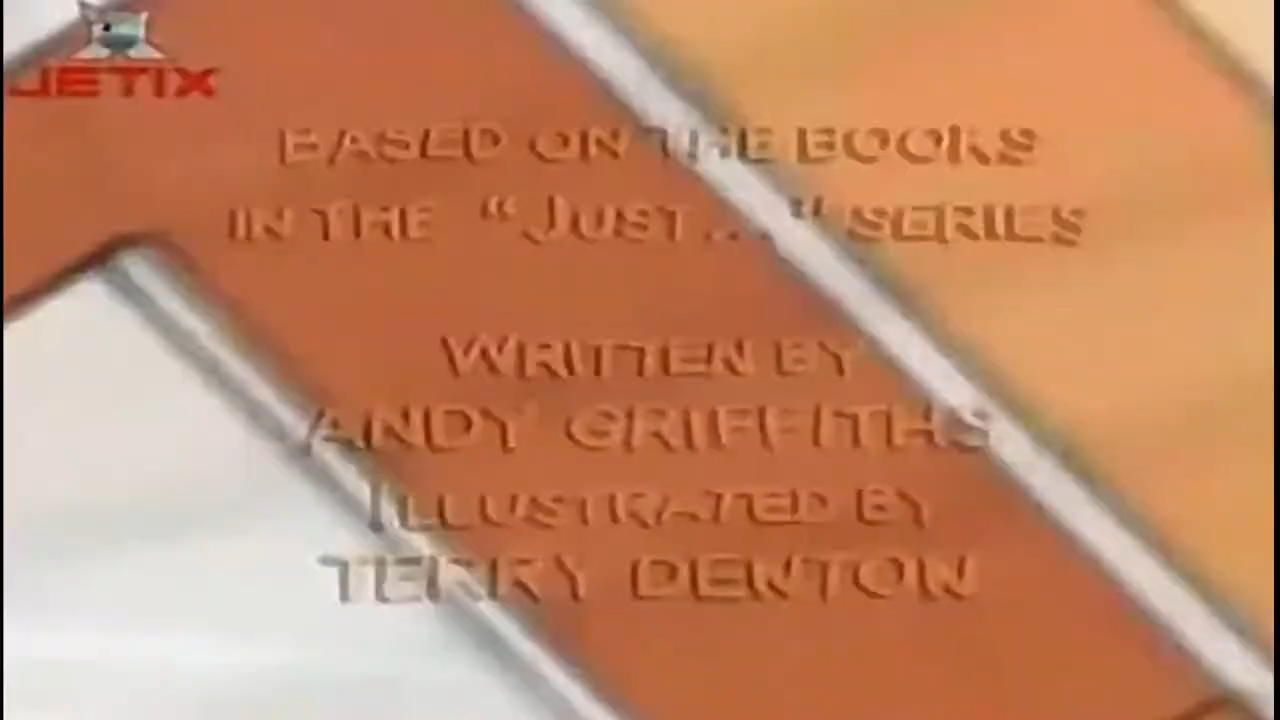 JETIX
BASED ON THE BOOKS
IN THE "JUST..." SERIES
WRITTEN BY
ANDY GRIFFITHS
ILLUSTRATED BY
TERRY DENTON